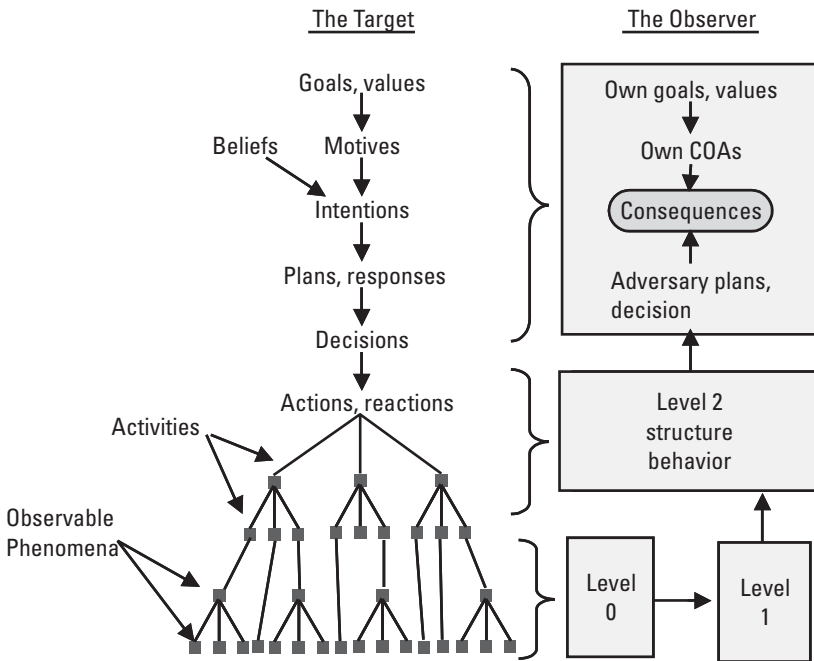 The Target
The Observer
Goals, values
Beliefs
Motives
Intentions
Plans, responses
Decisions
Actions, reactions
Activities
Observable
Phenomena
Own goals, values
Own COAs
Consequences
Adversary plans,
decision
Level 2
structure
behavior
Level
0
Level
1